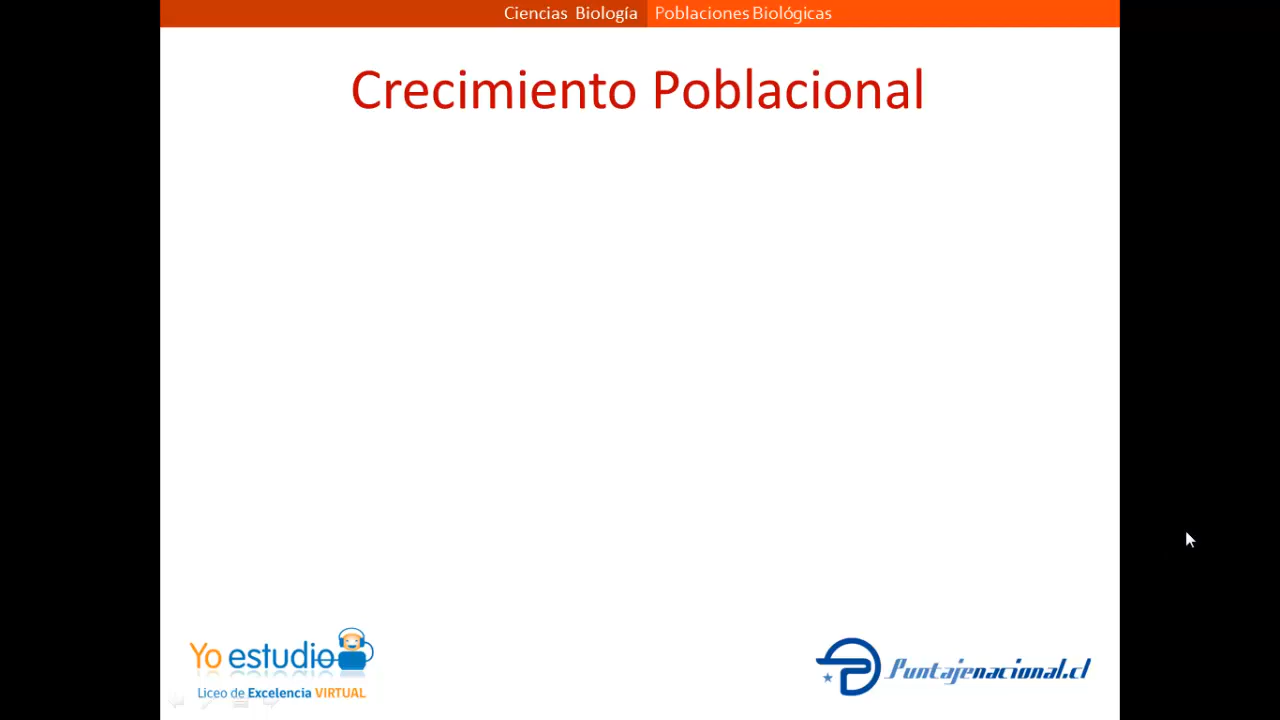 Ciencias Biología Poblaciones Biológicas
Crecimiento Poblacional
Yo estudio
Liceo de Excelencia VIRTUAL
Puntajenacional.cl